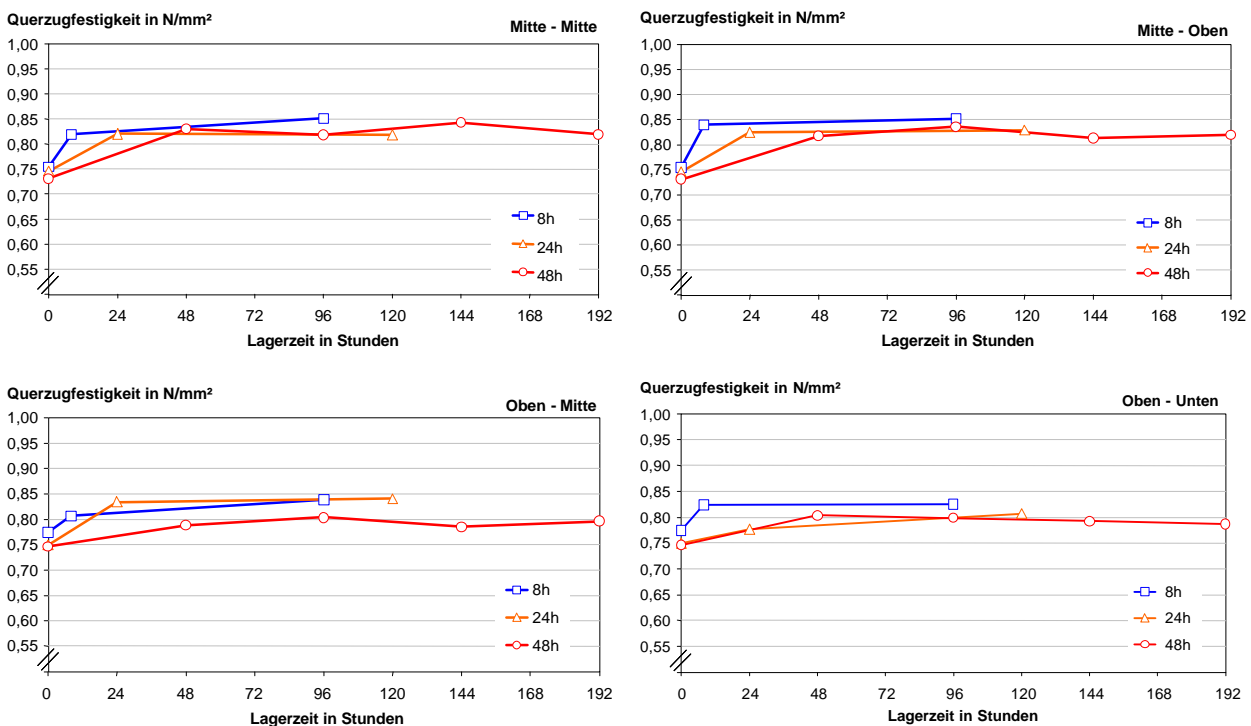 Querzugfestigkeit in N/mm²
Mitte - Mitte
1,00
0,95
0,90
0,85
0,80
0,75
0,70
0,65
0,60
0,55
8h
24h
48h
0 24 48 72 96 120 144 168 192
Lagerzeit in Stunden
Querzugfestigkeit in N/mm²
Mitte - Oben
1,00
0,95
0,90
0,85
0,80
0,75
0,70
0,65
0,60
0,55
8h
24h
48h
0 24 48 72 96 120 144 168 192
Lagerzeit in Stunden
Querzugfestigkeit in N/mm²
Oben - Mitte
1,00
0,95
0,90
0,85
0,80
0,75
0,70
0,65
0,60
0,55
8h
24h
48h
0 24 48 72 96 120 144 168 192
Lagerzeit in Stunden
Querzugfestigkeit in N/mm²
Oben - Unten
1,00
0,95
0,90
0,85
0,80
0,75
0,70
0,65
0,60
0,55
8h
24h
48h
0 24 48 72 96 120 144 168 192
Lagerzeit in Stunden